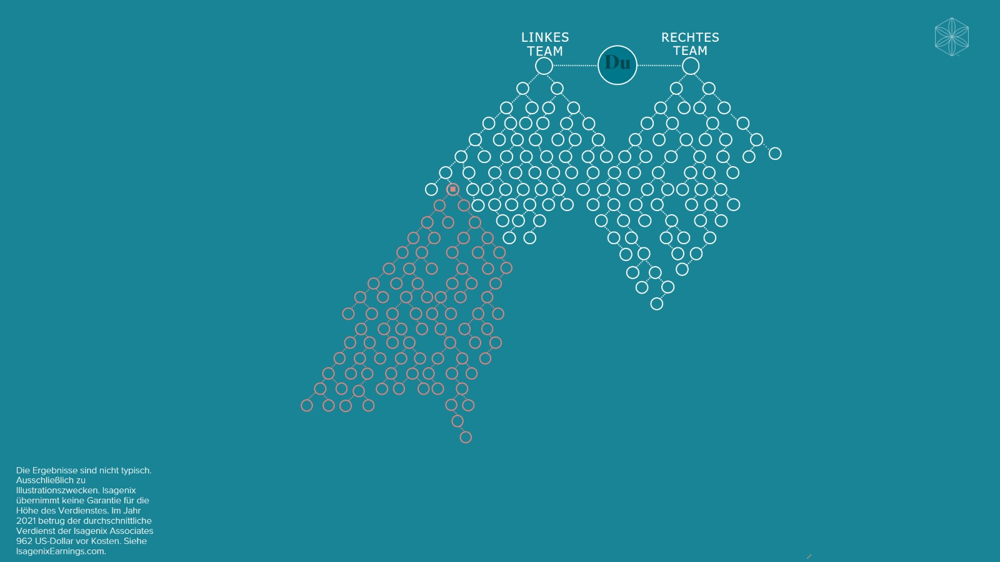 LINKES
TEAM
RECHTES
TEAM
Du
Die Ergebnisse sind nicht typisch.
Ausschließlich zu
Illustrationszwecken. Isagenix
übernimmt keine Garantie für die
Höhe des Verdienstes. Im Jahr
2021 betrug der durchschnittliche
Verdienst der Isagenix Associates
962 US-Dollar vor Kosten. Siehe
IsagenixEarnings.com.